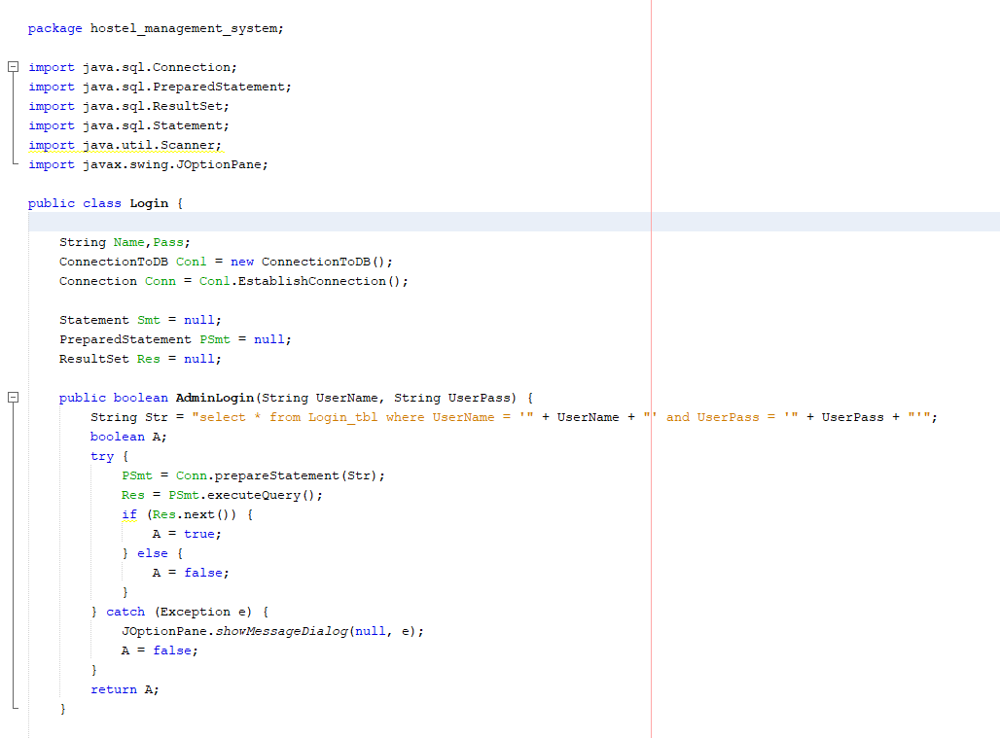 package hostel_management_system;
import java.sql.Connection;
import java.sql.PreparedStatement;
import java.sql.ResultSet;
import java.sql.Statement;
import java.util.Scanner;
import javax.swing.JOptionPane;
public class Login {
String Name,Pass;
ConnectionToDB Conl = new ConnectionToDB();
Connection Conn = Conl.EstablishConnection();
Statement Smt = null;
PreparedStatement PSmt = null;
ResultSet Res = null;
public boolean AdminLogin(String UserName, String UserPass) {
String Str = "select * from Login_tbl where UserName = '" + UserName + "' and UserPass = '" + UserPass + "'";
boolean A;
try {
PSmt = Conn.prepareStatement(Str);
Res = PSmt.executeQuery();
if (Res.next()) {
A = true;
} else {
A = false;
}
} catch (Exception e) {
JOptionPane.showMessageDialog(null, e);
A = false;
}
return A;
}